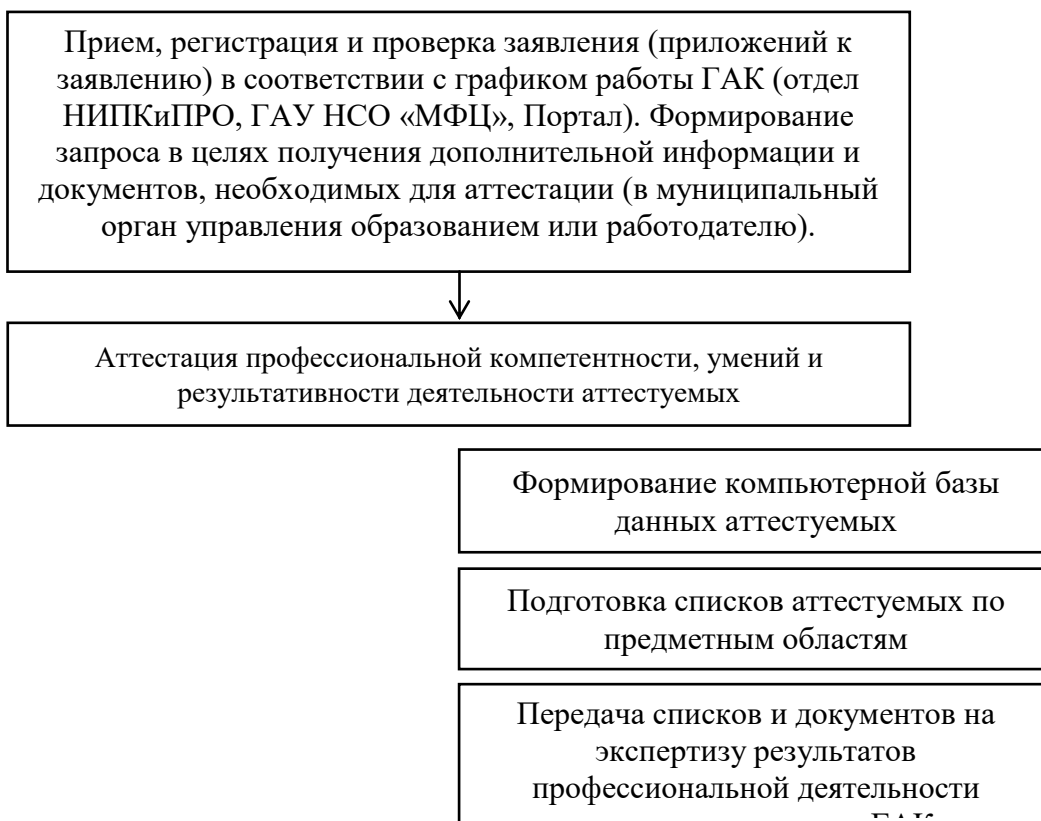 Прием, регистрация и проверка заявления (приложений к
заявлению) в соответствии с графиком работы ГАК (отдел
НИПКиПРО, ГАУ НСО «МФЦ», Портал). Формирование
запроса в целях получения дополнительной информации и
документов, необходимых для аттестации (в муниципальный
орган управления образованием или работодателю).
Аттестация профессиональной компетентности, умений и
результативности деятельности аттестуемых
Формирование компьютерной базы
данных аттестуемых
Подготовка списков аттестуемых по
предметным областям
Передача списков и документов на
экспертизу результатов
профессиональной деятельности